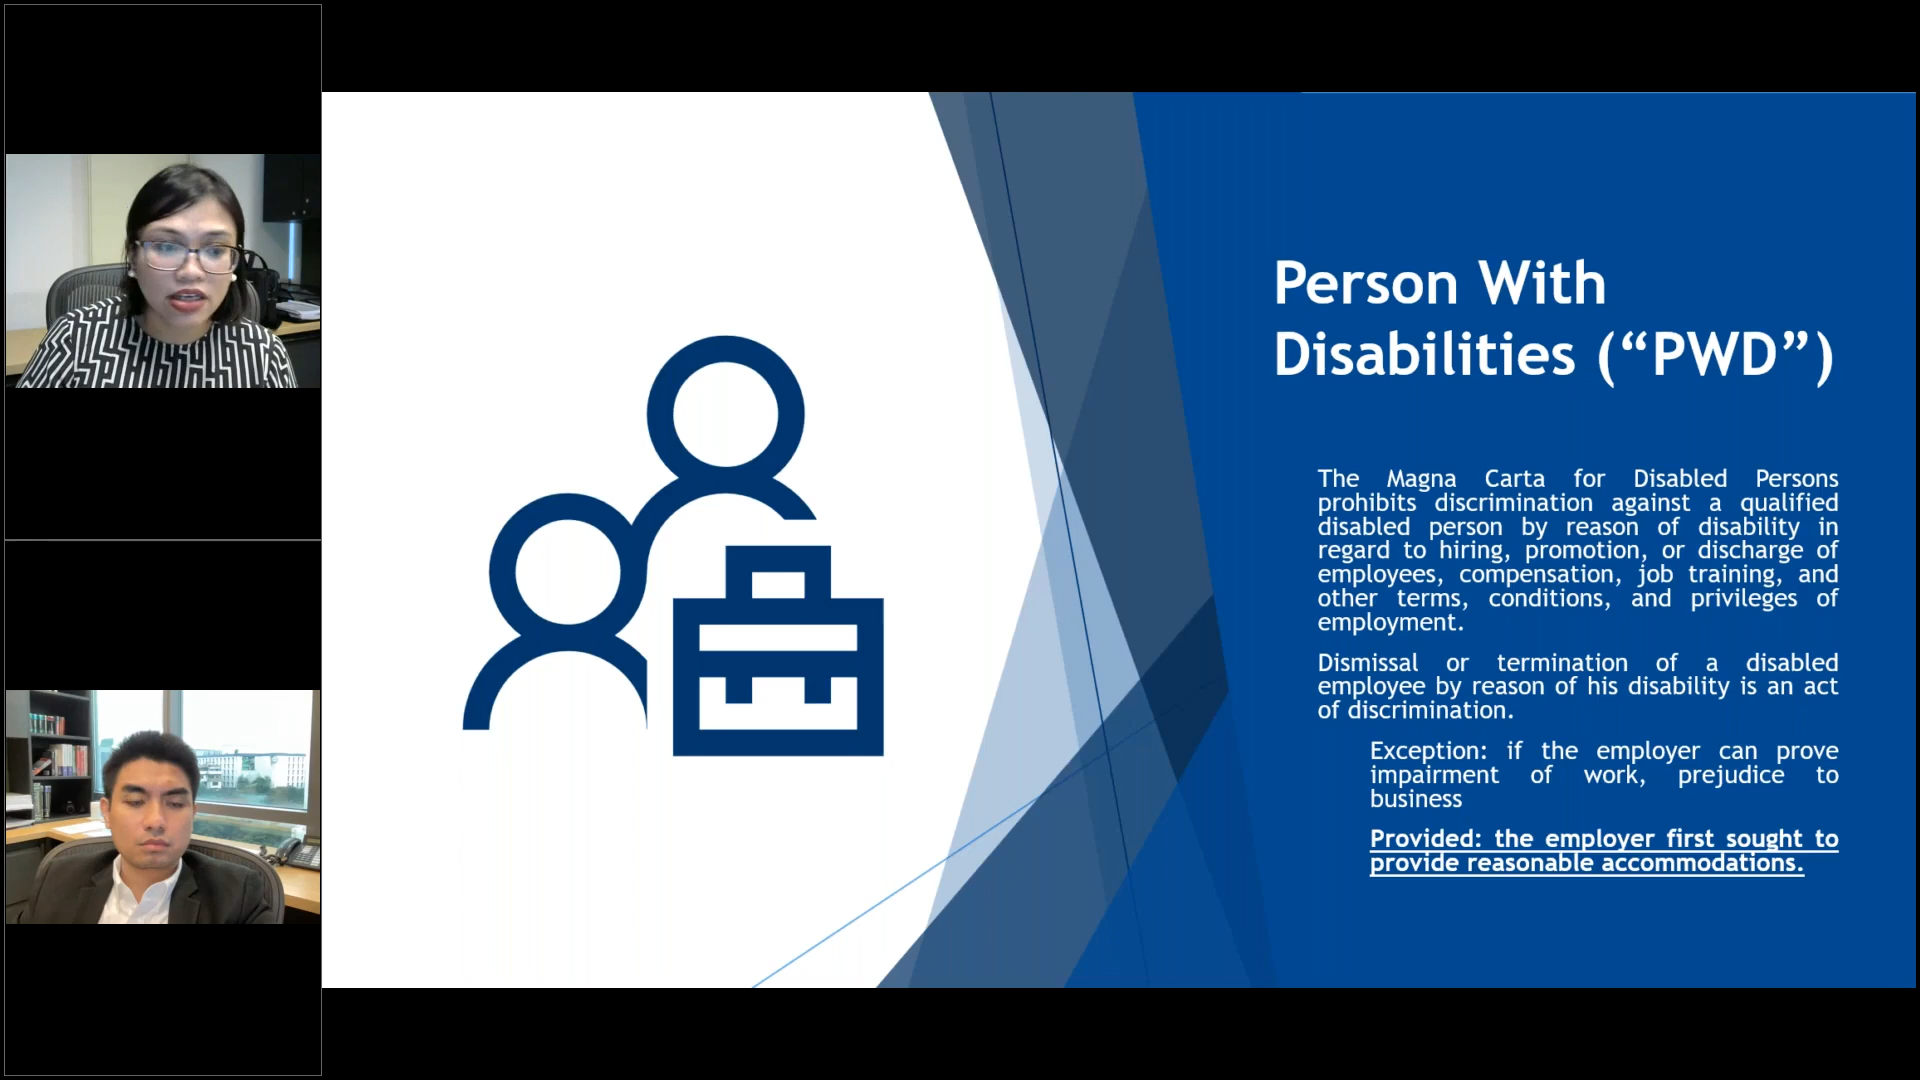 Person With
Disabilities (“PWD”)
The Magna Carta for Disabled Persons
prohibits discrimination against a qualified
disabled person by reason of disability in
regard to hiring, promotion, or discharge of
employees, compensation, job training, and
other terms, conditions, and privileges of
employment.
Dismissal or termination of a disabled
employee by reason of his disability is an act
of discrimination.
Exception: if the employer can prove
impairment of work, prejudice to
business
Provided: the employer first sought to
provide reasonable accommodations.